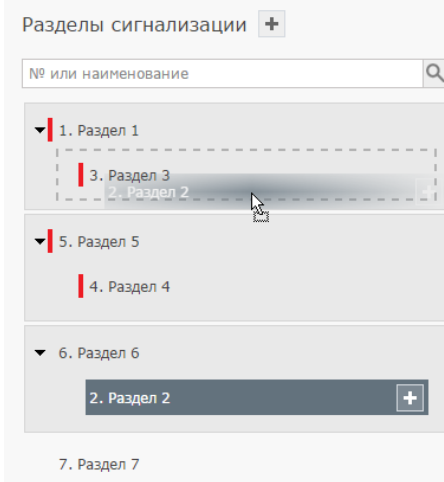 Разделы сигнализации
№ или наименование
1. Раздел 1
3. Раздел 3
2. Раздел 2
5. Раздел 5
4. Раздел 4
6. Раздел 6
2. Раздел 2
7. Раздел 7